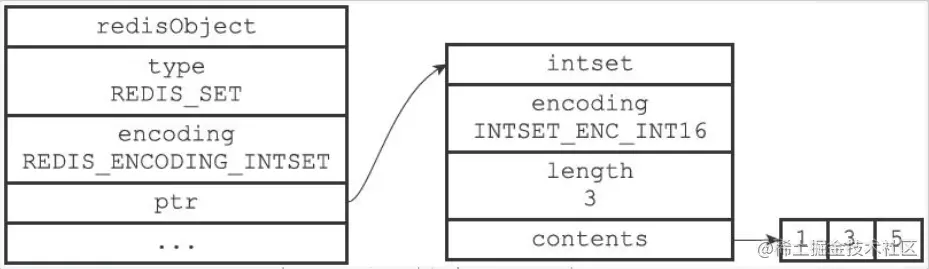 redisObject
type
REDIS_SET
encoding
REDIS_ENCODING_INTSET
ptr
...
intset
encoding
INTSET_ENC_INT16
length
3
contents
1 3 5
@稀土掘金技术社区